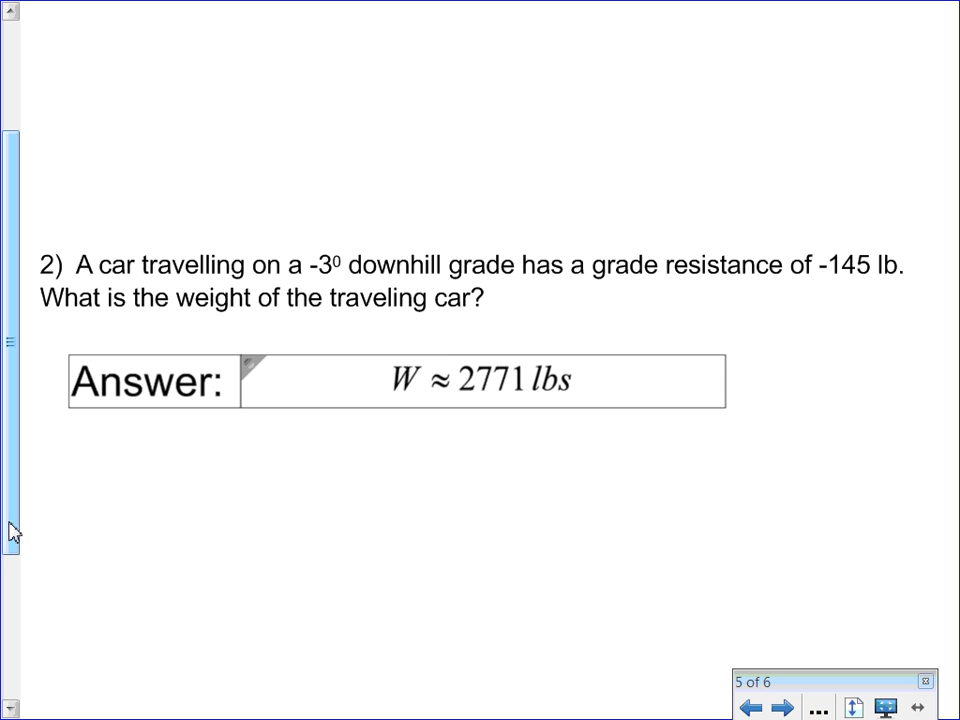 2) A car travelling on a -3⁰ downhill grade has a grade resistance of -145 lb.
What is the weight of the traveling car?
Answer: W ≈ 2771 lbs
5 of 6